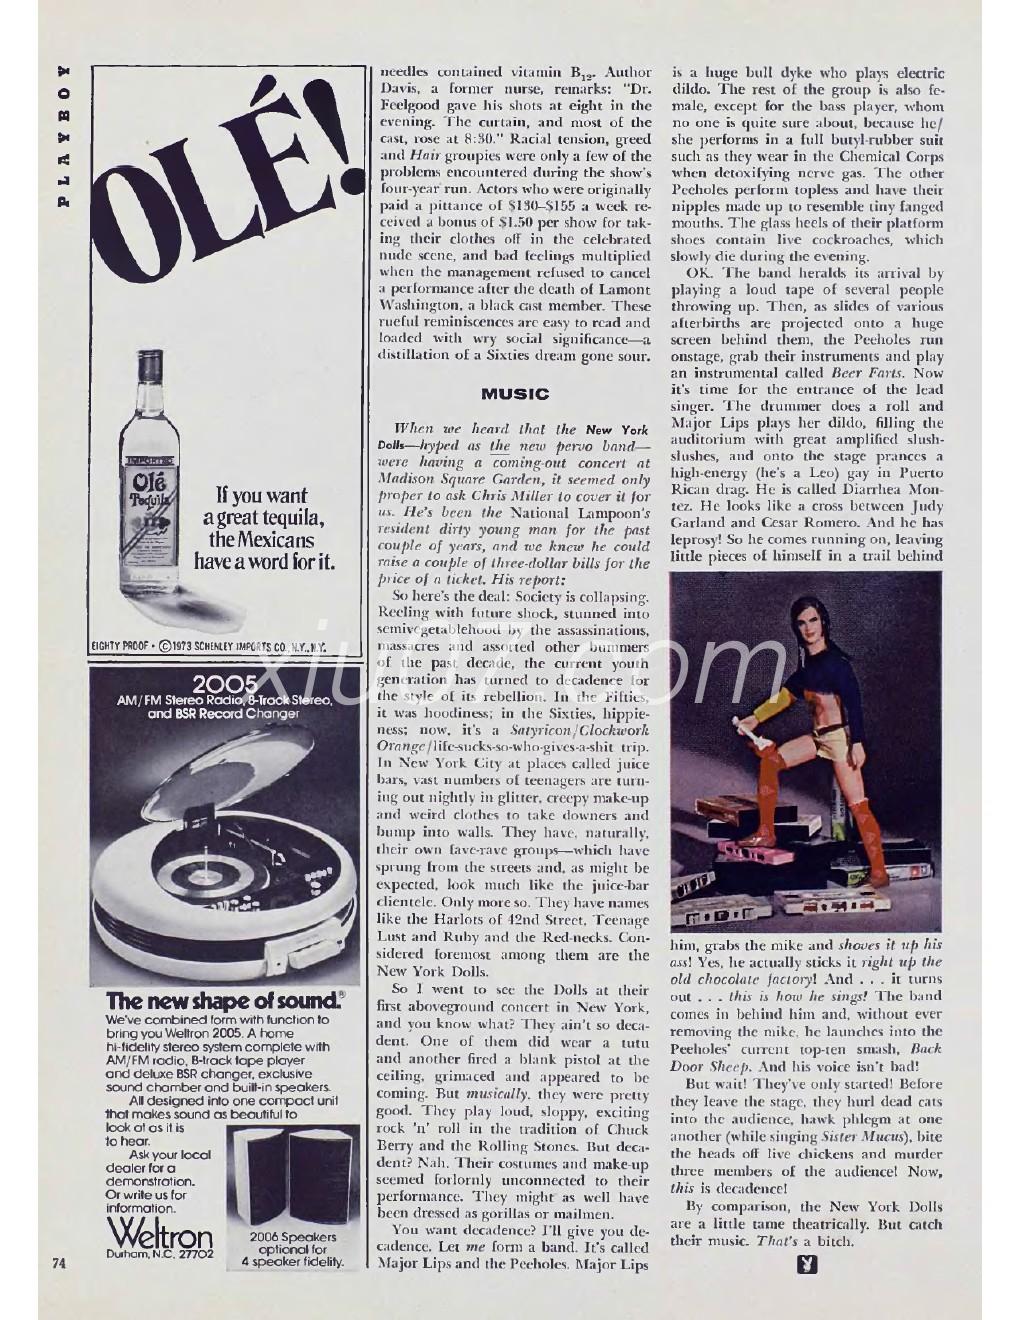 PLAYBOY
OLÉ!
IMPORTED
Olé
Tequila
If you want
a great tequila,
the Mexicans
have a word for it.
EIGHTY PROOF • ©1973 SCHENLEY IMPORTS CO., N.Y., N.Y.
2005
AM/FM Stereo Radio, 8-Track Stereo,
and BSR Record Changer
The new shape of sound.®
We've combined form with function to
bring you Weltron 2005. A home
hi-fidelity stereo system complete with
AM/FM radio, 8-track tape player
and deluxe BSR changer, exclusive
sound chamber and built-in speakers.
All designed into one compact unit
that makes sound as beautiful to
look at as it is
to hear.
Ask your local
dealer for a
demonstration.
Or write us for
information.
Weltron
Durham, N.C. 27702
2006 Speakers
optional for
4 speaker fidelity.
74
needles contained vitamin B12. Author
Davis, a former nurse, remarks: "Dr.
Feelgood gave his shots at eight in the
evening. The curtain, and most of the
cast, rose at 8:30." Racial tension, greed
and Hair groupies were only a few of the
problems encountered during the show's
four-year run. Actors who were originally
paid a pittance of $130–$155 a week re-
ceived a bonus of $1.50 per show for tak-
ing their clothes off in the celebrated
nude scene, and bad feelings multiplied
when the management refused to cancel
a performance after the death of Lamont
Washington, a black cast member. These
rueful reminiscences are easy to read and
loaded with wry social significance—a
distillation of a Sixties dream gone sour.
MUSIC
When we heard that the New York
Dolls—hyped as the new pervo band—
were having a coming-out concert at
Madison Square Garden, it seemed only
proper to ask Chris Miller to cover it for
us. He's been the National Lampoon's
resident dirty young man for the past
couple of years, and we knew he could
raise a couple of three-dollar bills for the
price of a ticket. His report:
So here's the deal: Society is collapsing.
Reeling with future shock, stunned into
semivegetablehood by the assassinations,
massacres and assorted other bummers
of the past decade, the current youth
generation has turned to decadence for
the style of its rebellion. In the Fifties,
it was hoodiness; in the Sixties, hippie-
ness; now, it's a Satyricon/Clockwork
Orange/life-sucks-so-who-gives-a-shit trip.
In New York City at places called juice
bars, vast numbers of teenagers are turn-
ing out nightly in glitter, creepy make-up
and weird clothes to take downers and
bump into walls. They have, naturally,
their own fave-rave groups—which have
sprung from the streets and, as might be
expected, look much like the juice-bar
clientele. Only more so. They have names
like the Harlots of 42nd Street, Teenage
Lust and Ruby and the Red-necks. Con-
sidered foremost among them are the
New York Dolls.
So I went to see the Dolls at their
first aboveground concert in New York,
and you know what? They ain't so deca-
dent. One of them did wear a tutu
and another fired a blank pistol at the
ceiling, grimaced and appeared to be
coming. But musically, they were pretty
good. They play loud, sloppy, exciting
rock 'n' roll in the tradition of Chuck
Berry and the Rolling Stones. But deca-
dent? Nah. Their costumes and make-up
seemed forlornly unconnected to their
performance. They might as well have
been dressed as gorillas or mailmen.
You want decadence? I'll give you de-
cadence. Let me form a band. It's called
Major Lips and the Peeholes. Major Lips
is a huge bull dyke who plays electric
dildo. The rest of the group is also fe-
male, except for the bass player, whom
no one is quite sure about, because he/
she performs in a full butyl-rubber suit
such as they wear in the Chemical Corps
when detoxifying nerve gas. The other
Peeholes perform topless and have their
nipples made up to resemble tiny fanged
mouths. The glass heels of their platform
shoes contain live cockroaches, which
slowly die during the evening.
OK. The band heralds its arrival by
playing a loud tape of several people
throwing up. Then, as slides of various
afterbirths are projected onto a huge
screen behind them, the Peeholes run
onstage, grab their instruments and play
an instrumental called Beer Farts. Now
it's time for the entrance of the lead
singer. The drummer does a roll and
Major Lips plays her dildo, filling the
auditorium with great amplified slush-
slushes, and onto the stage prances a
high-energy (he's a Leo) gay in Puerto
Rican drag. He is called Diarrhea Mon-
tez. He looks like a cross between Judy
Garland and Cesar Romero. And he has
leprosy! So he comes running on, leaving
little pieces of himself in a trail behind
him, grabs the mike and shoves it up his
ass! Yes, he actually sticks it right up the
old chocolate factory! And . . . it turns
out . . . this is how he sings! The band
comes in behind him and, without ever
removing the mike, he launches into the
Peeholes' current top-ten smash, Back
Door Sheep. And his voice isn't bad!
But wait! They've only started! Before
they leave the stage, they hurl dead cats
into the audience, hawk phlegm at one
another (while singing Sister Mucus), bite
the heads off live chickens and murder
three members of the audience! Now,
this is decadence!
By comparison, the New York Dolls
are a little tame theatrically. But catch
their music. That's a bitch.
xiu07.com